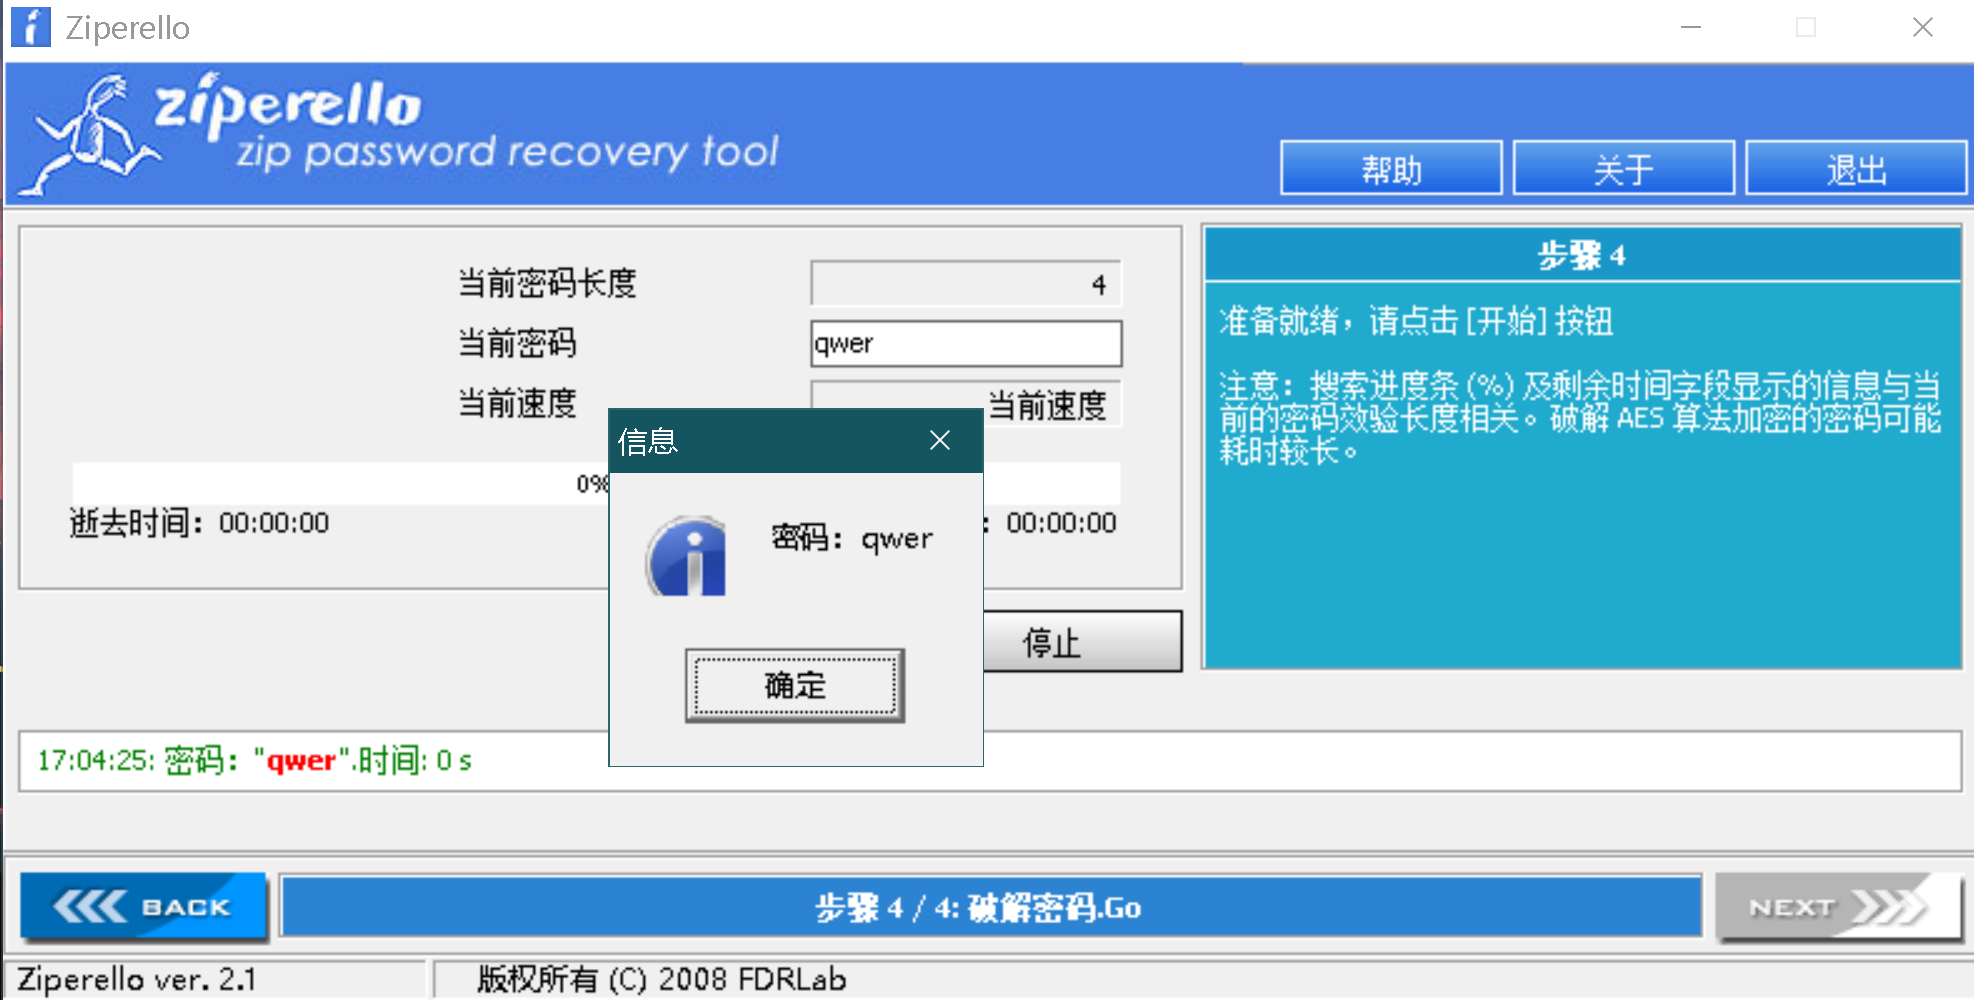 Ziperello
ziperello
zip password recovery tool
帮助
关于
退出
当前密码长度
4
当前密码
qwer
当前速度
当前速度
0%
逝去时间：00:00:00
：00:00:00
信息
密码：qwer
确定
停止
步骤 4
准备就绪，请点击 [开始] 按钮
注意：搜索进度条 (%) 及剩余时间字段显示的信息与当
前的密码效验长度相关。破解 AES 算法加密的密码可能
耗时较长。
17:04:25: 密码："qwer".时间: 0 s
BACK
步骤 4 / 4: 破解密码.Go
NEXT
Ziperello ver. 2.1
版权所有 (C) 2008 FDRLab